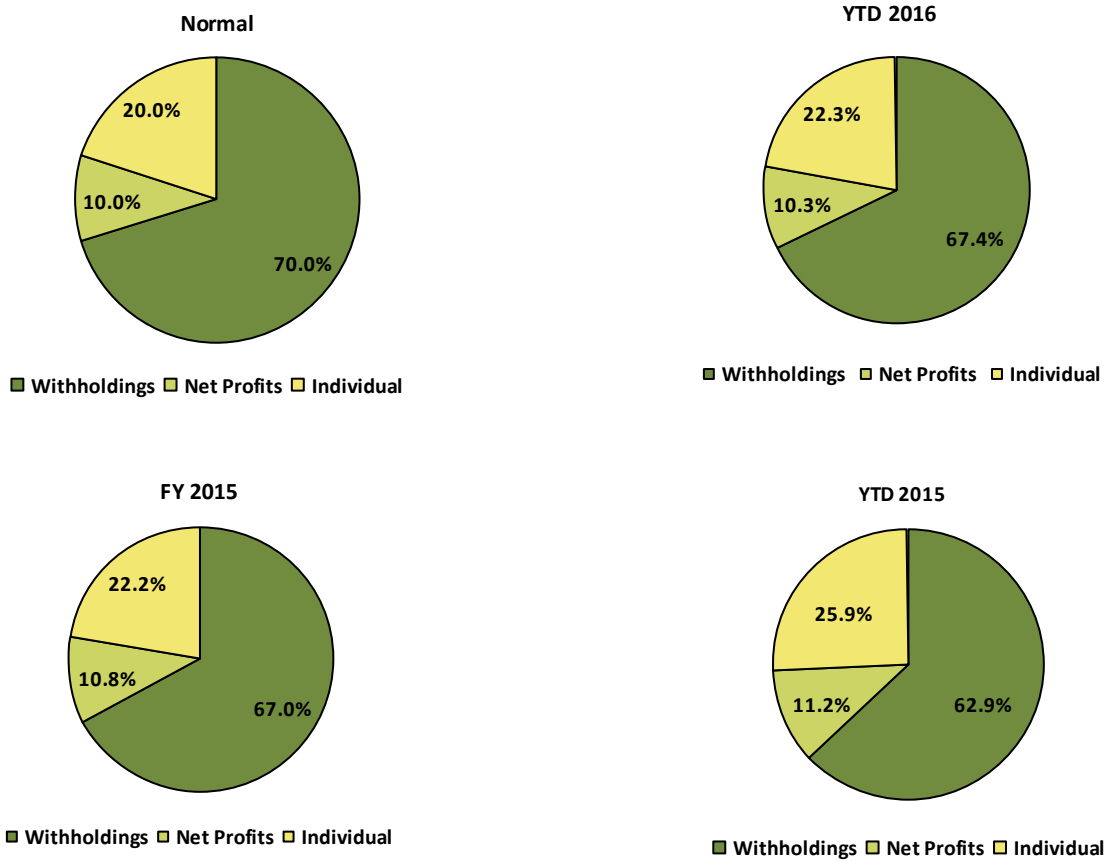 Normal
20.0%
10.0%
70.0%
Withholdings Net Profits Individual
YTD 2016
22.3%
10.3%
67.4%
Withholdings Net Profits Individual
FY 2015
22.2%
10.8%
67.0%
Withholdings Net Profits Individual
YTD 2015
25.9%
11.2%
62.9%
Withholdings Net Profits Individual